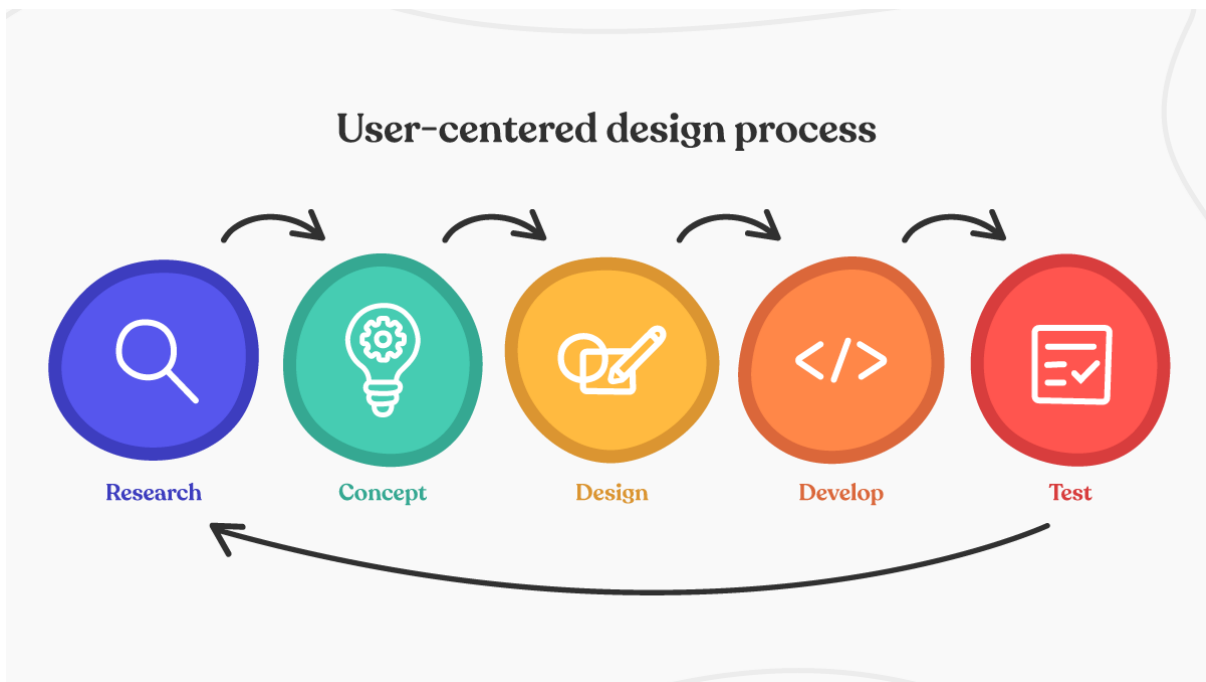 User-centered design process
Research
Concept
Design
Develop
Test